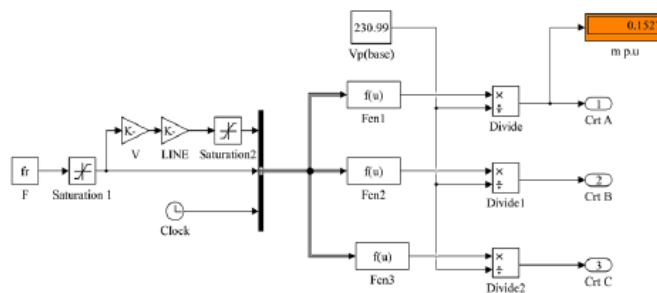 230.99
Vp(base)
0.152
m p.u
f(u)
Fcn1
×
÷
Divide
1
Crt A
K-
V
K-
LINE
Saturation2
fr
F
Saturation 1
Clock
f(u)
Fcn2
×
÷
Divide1
2
Crt B
f(u)
Fcn3
×
÷
Divide2
3
Crt C